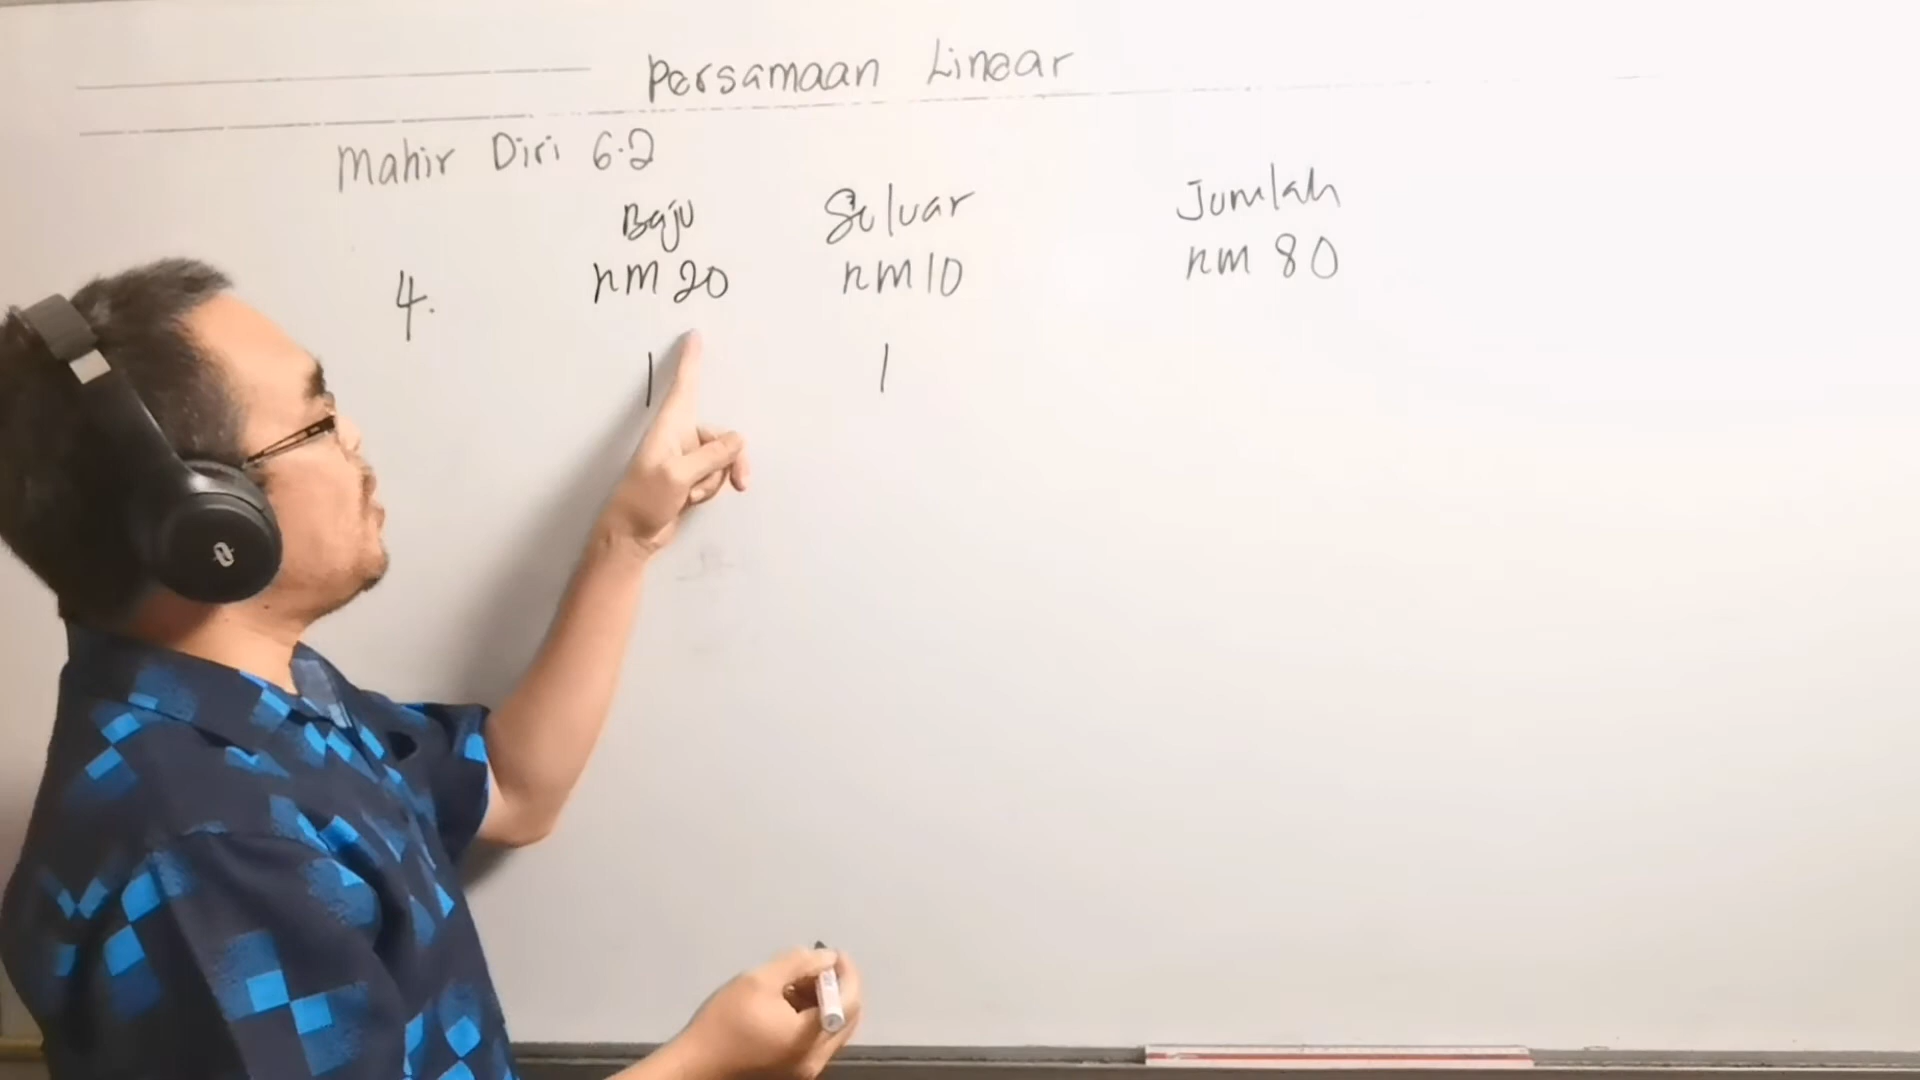 Persamaan Linear
Mahir Diri 6.2
Baju Seluar Jumlah
4. RM 20 RM 10 RM 80
1 1